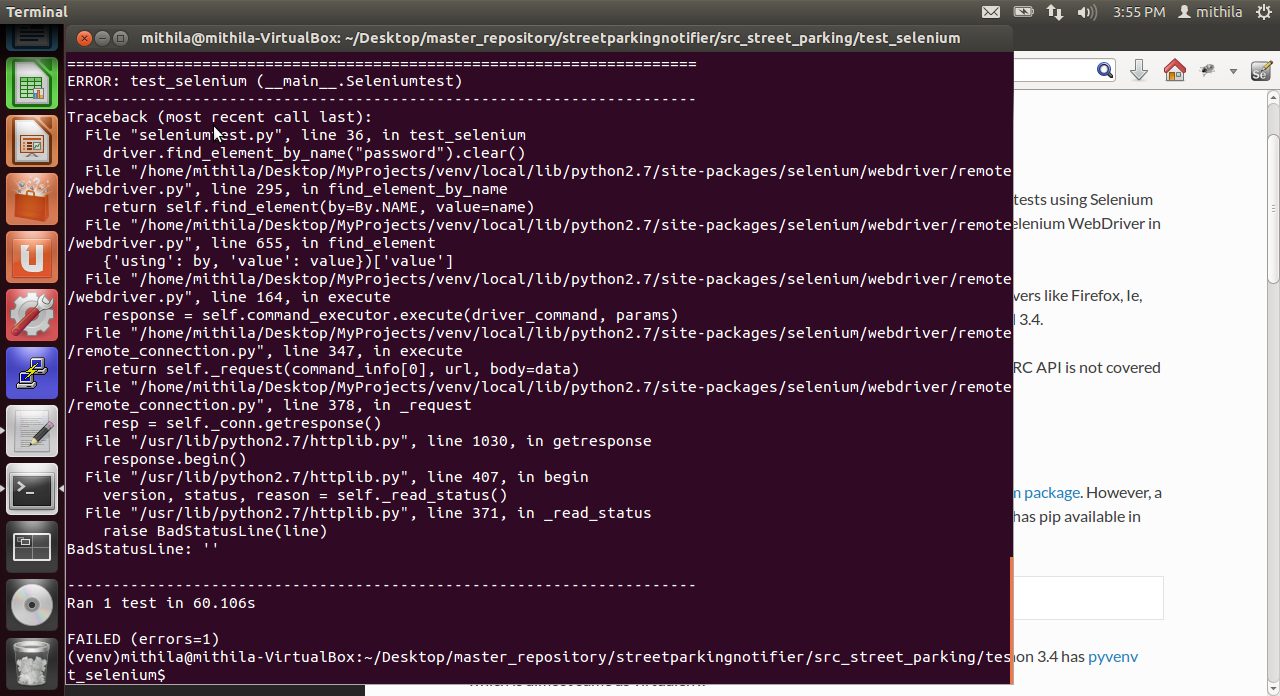 Terminal
3:55 PM mithila
mithila@mithila-VirtualBox: ~/Desktop/master_repository/streetparkingnotifier/src_street_parking/test_selenium
======================================================================
ERROR: test_selenium (__main__.Seleniumtest)
----------------------------------------------------------------------
Traceback (most recent call last):
  File "seleniumtest.py", line 36, in test_selenium
    driver.find_element_by_name("password").clear()
  File "/home/mithila/Desktop/MyProjects/venv/local/lib/python2.7/site-packages/selenium/webdriver/remote
/webdriver.py", line 295, in find_element_by_name
    return self.find_element(by=By.NAME, value=name)
  File "/home/mithila/Desktop/MyProjects/venv/local/lib/python2.7/site-packages/selenium/webdriver/remote
/webdriver.py", line 655, in find_element
    {'using': by, 'value': value})['value']
  File "/home/mithila/Desktop/MyProjects/venv/local/lib/python2.7/site-packages/selenium/webdriver/remote
/webdriver.py", line 164, in execute
    response = self.command_executor.execute(driver_command, params)
  File "/home/mithila/Desktop/MyProjects/venv/local/lib/python2.7/site-packages/selenium/webdriver/remote
/remote_connection.py", line 347, in execute
    return self._request(command_info[0], url, body=data)
  File "/home/mithila/Desktop/MyProjects/venv/local/lib/python2.7/site-packages/selenium/webdriver/remote
/remote_connection.py", line 378, in _request
    resp = self._conn.getresponse()
  File "/usr/lib/python2.7/httplib.py", line 1030, in getresponse
    response.begin()
  File "/usr/lib/python2.7/httplib.py", line 407, in begin
    version, status, reason = self._read_status()
  File "/usr/lib/python2.7/httplib.py", line 371, in _read_status
    raise BadStatusLine(line)
BadStatusLine: ''
----------------------------------------------------------------------
Ran 1 test in 60.106s
FAILED (errors=1)
(venv)mithila@mithila-VirtualBox:~/Desktop/master_repository/streetparkingnotifier/src_street_parking/tes
t_selenium$
Se
tests using Selenium
elenium WebDriver in
vers like Firefox, Ie,
3.4.
RC API is not covered
n package. However, a
has pip available in
on 3.4 has pyvenv